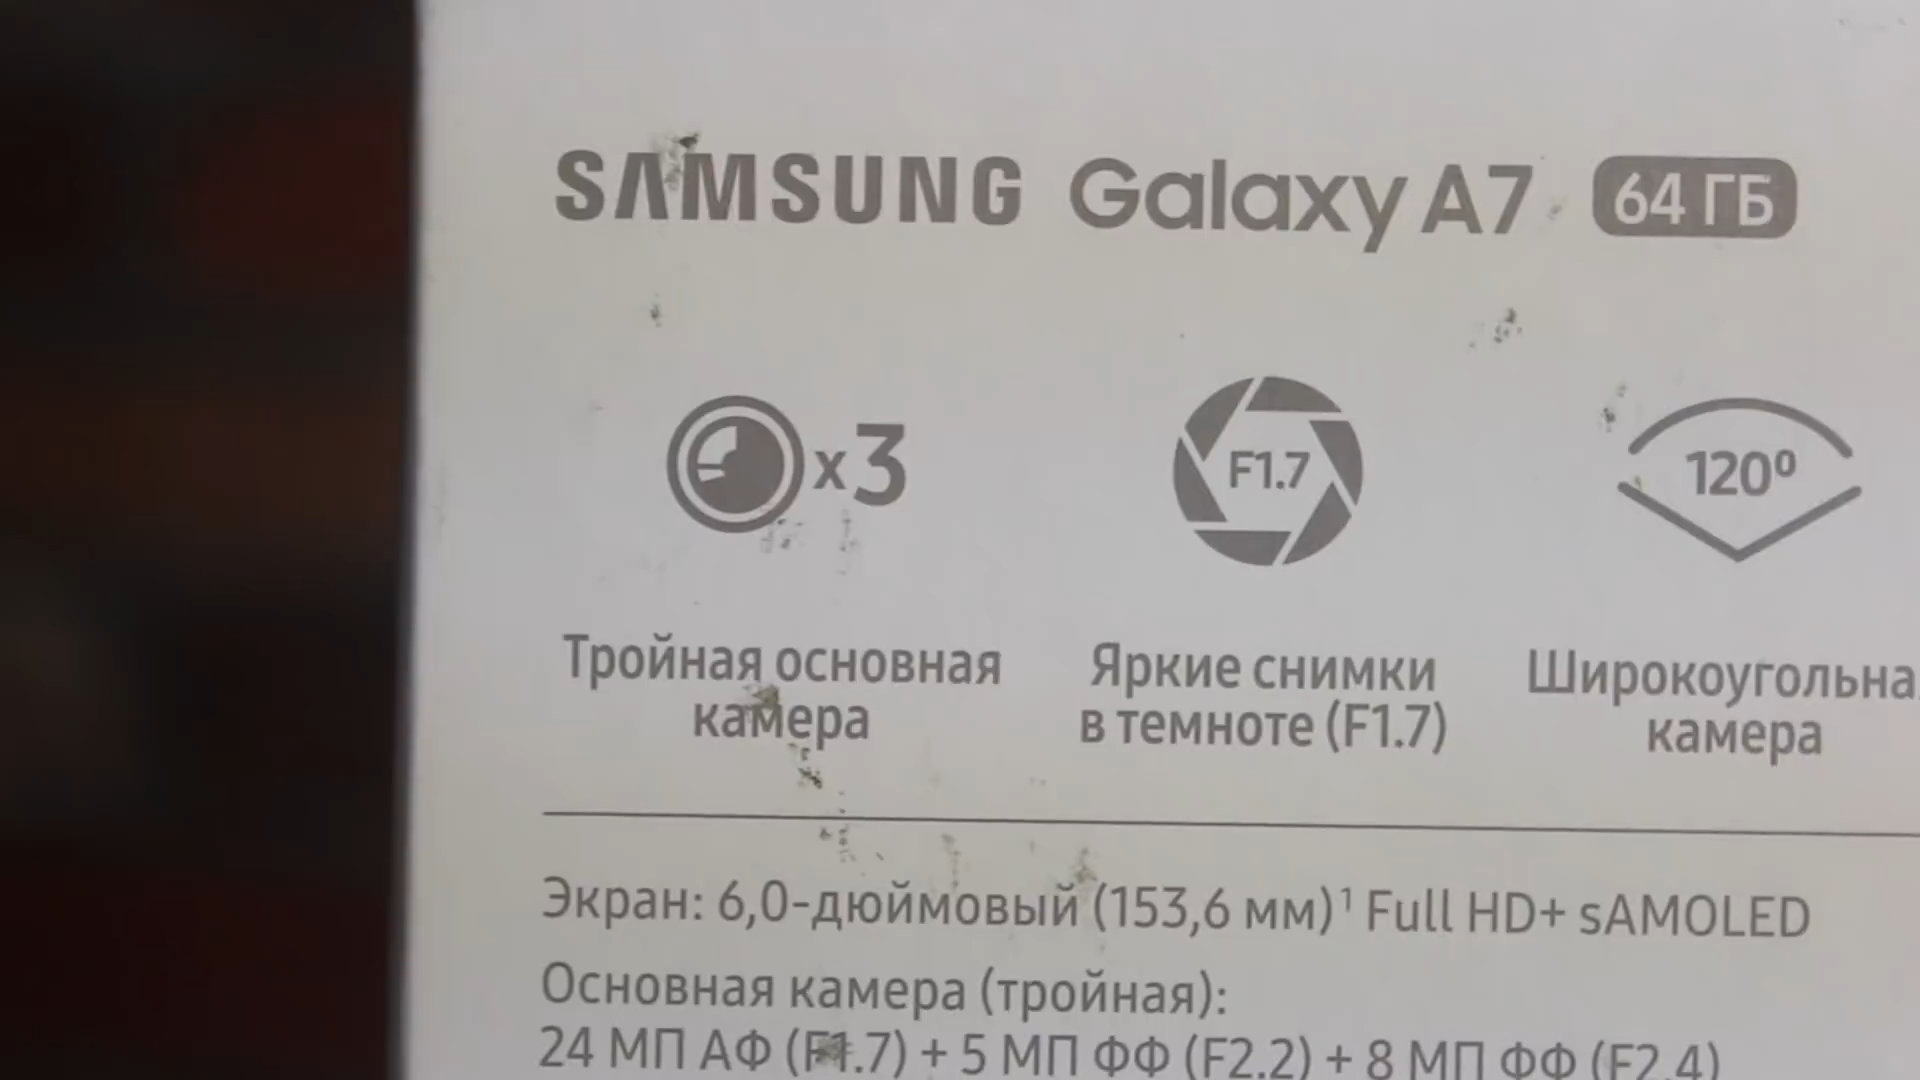 SAMSUNG Galaxy A7 64 ГБ
x3
F1.7
120º
Тройная основная
камера
Яркие снимки
в темноте (F1.7)
Широкоугольна
камера
Экран: 6,0-дюймовый (153,6 мм)¹ Full HD+ sAMOLED
Основная камера (тройная):
24 МП АФ (F1.7) + 5 МП ФФ (F2.2) + 8 МП ФФ (F2.4)